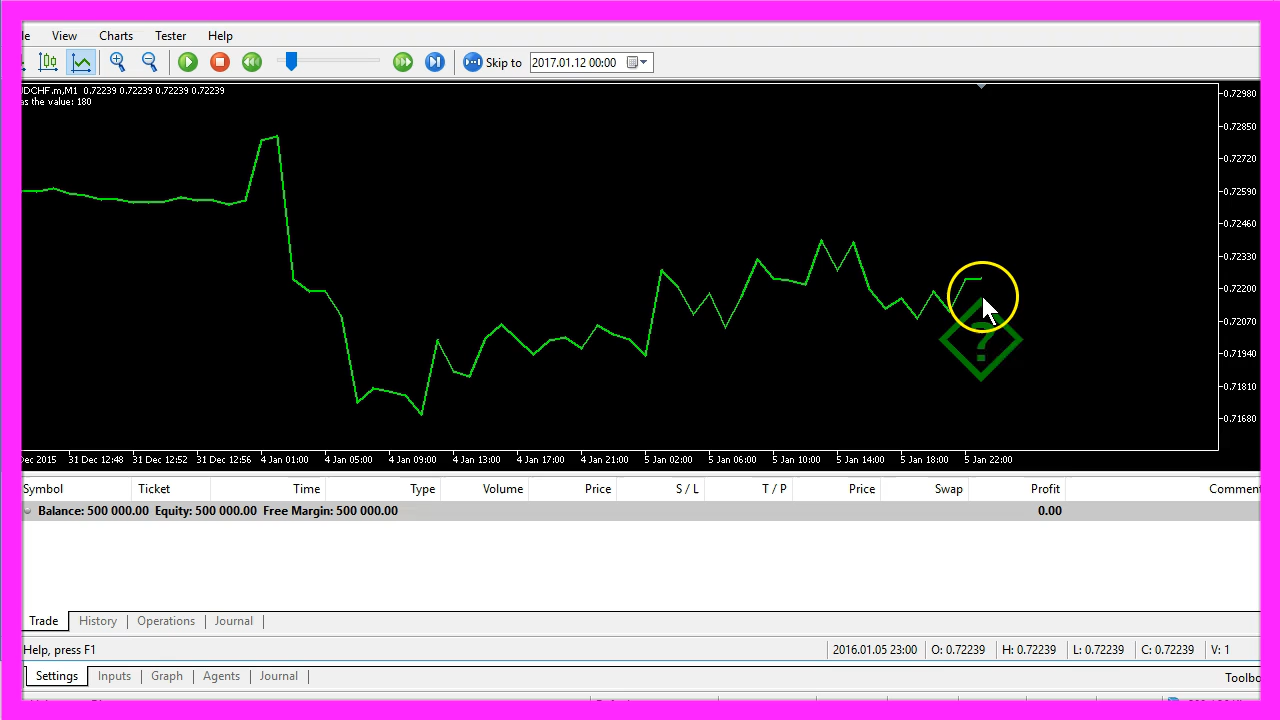 le View Charts Tester Help
Skip to 2017.01.12 00:00
DCHF.m,M1 0.72239 0.72239 0.72239 0.72239
as the value: 180
0.72980
0.72850
0.72720
0.72590
0.72460
0.72330
0.72200
0.72070
0.71940
0.71810
0.71680
?
Dec 2015 31 Dec 12:48 31 Dec 12:52 31 Dec 12:56 4 Jan 01:00 4 Jan 05:00 4 Jan 09:00 4 Jan 13:00 4 Jan 17:00 4 Jan 21:00 5 Jan 02:00 5 Jan 06:00 5 Jan 10:00 5 Jan 14:00 5 Jan 18:00 5 Jan 22:00
Symbol Ticket Time Type Volume Price S / L T / P Price Swap Profit Commen
Balance: 500 000.00 Equity: 500 000.00 Free Margin: 500 000.00 0.00
Trade History Operations Journal
Help, press F1 2016.01.05 23:00 O: 0.72239 H: 0.72239 L: 0.72239 C: 0.72239 V: 1
Settings Inputs Graph Agents Journal Toolbo